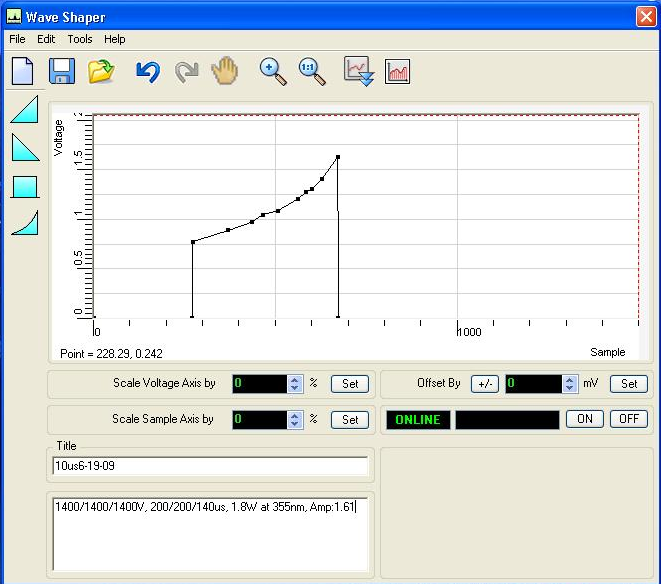 Wave Shaper
File Edit Tools Help
1:1
Voltage
2
1.5
1
0.5
0
0 1000
Point = 228.29, 0.242 Sample
Scale Voltage Axis by 0 % Set
Offset By +/- 0 mV Set
Scale Sample Axis by 0 % Set
ONLINE ON OFF
Title
10us6-19-09
1400/1400/1400V, 200/200/140us, 1.8W at 355nm, Amp:1.61